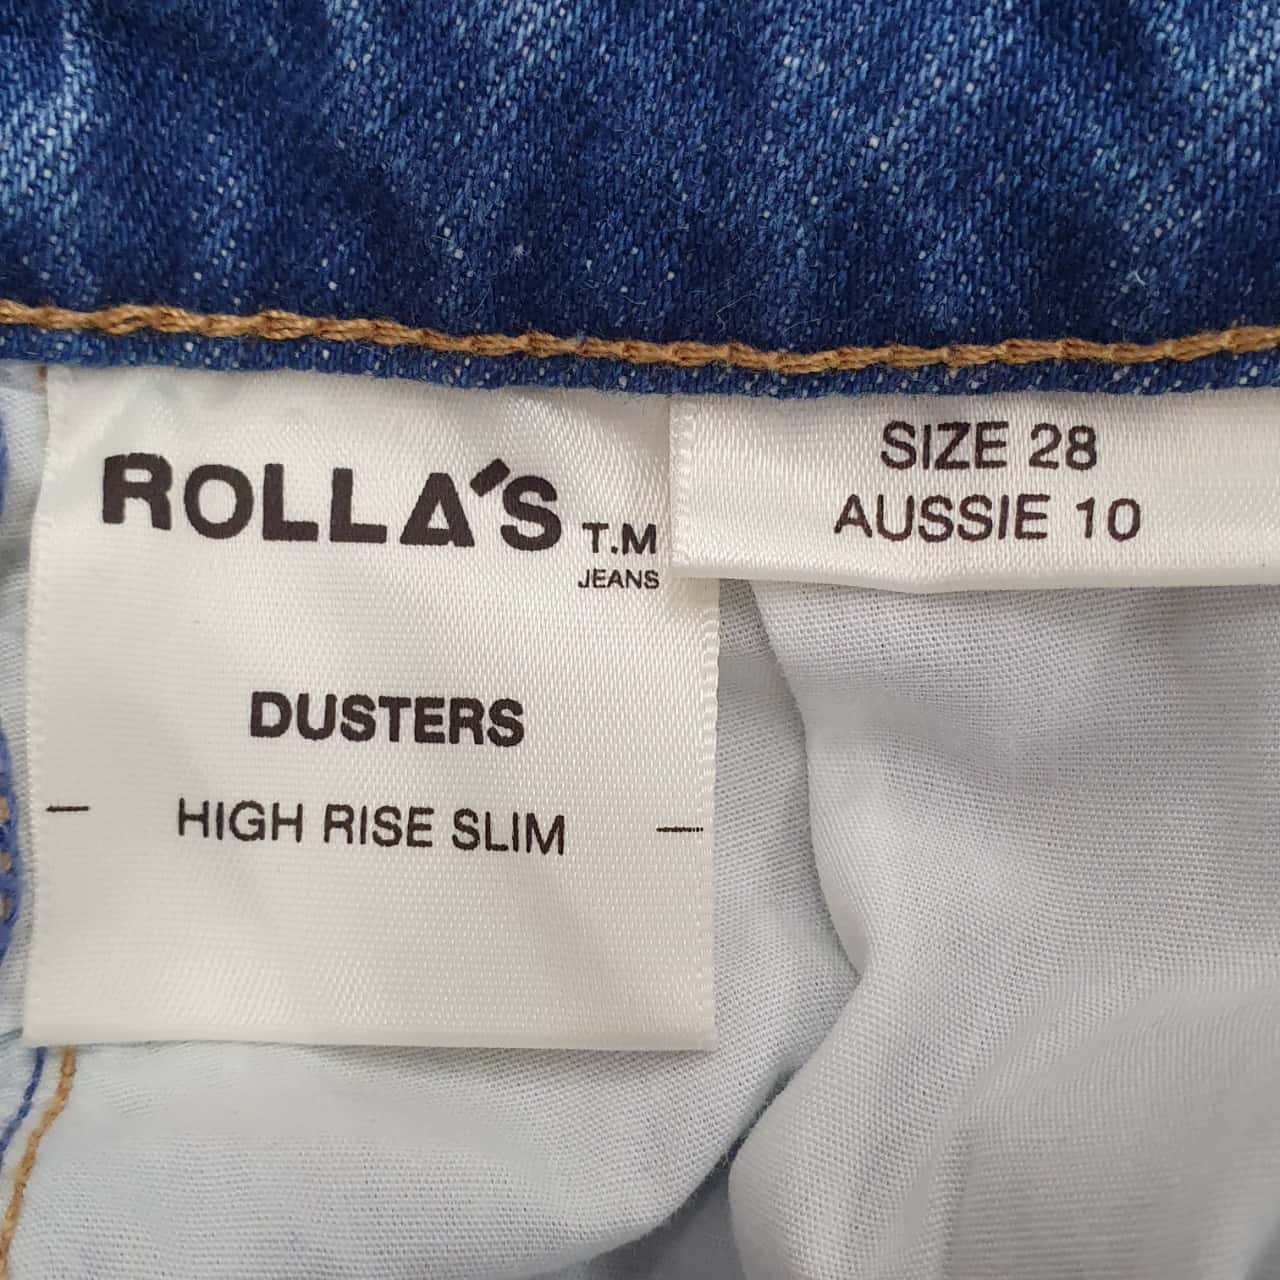 ROLLA'S T.M
JEANS
DUSTERS
HIGH RISE SLIM
SIZE 28
AUSSIE 10